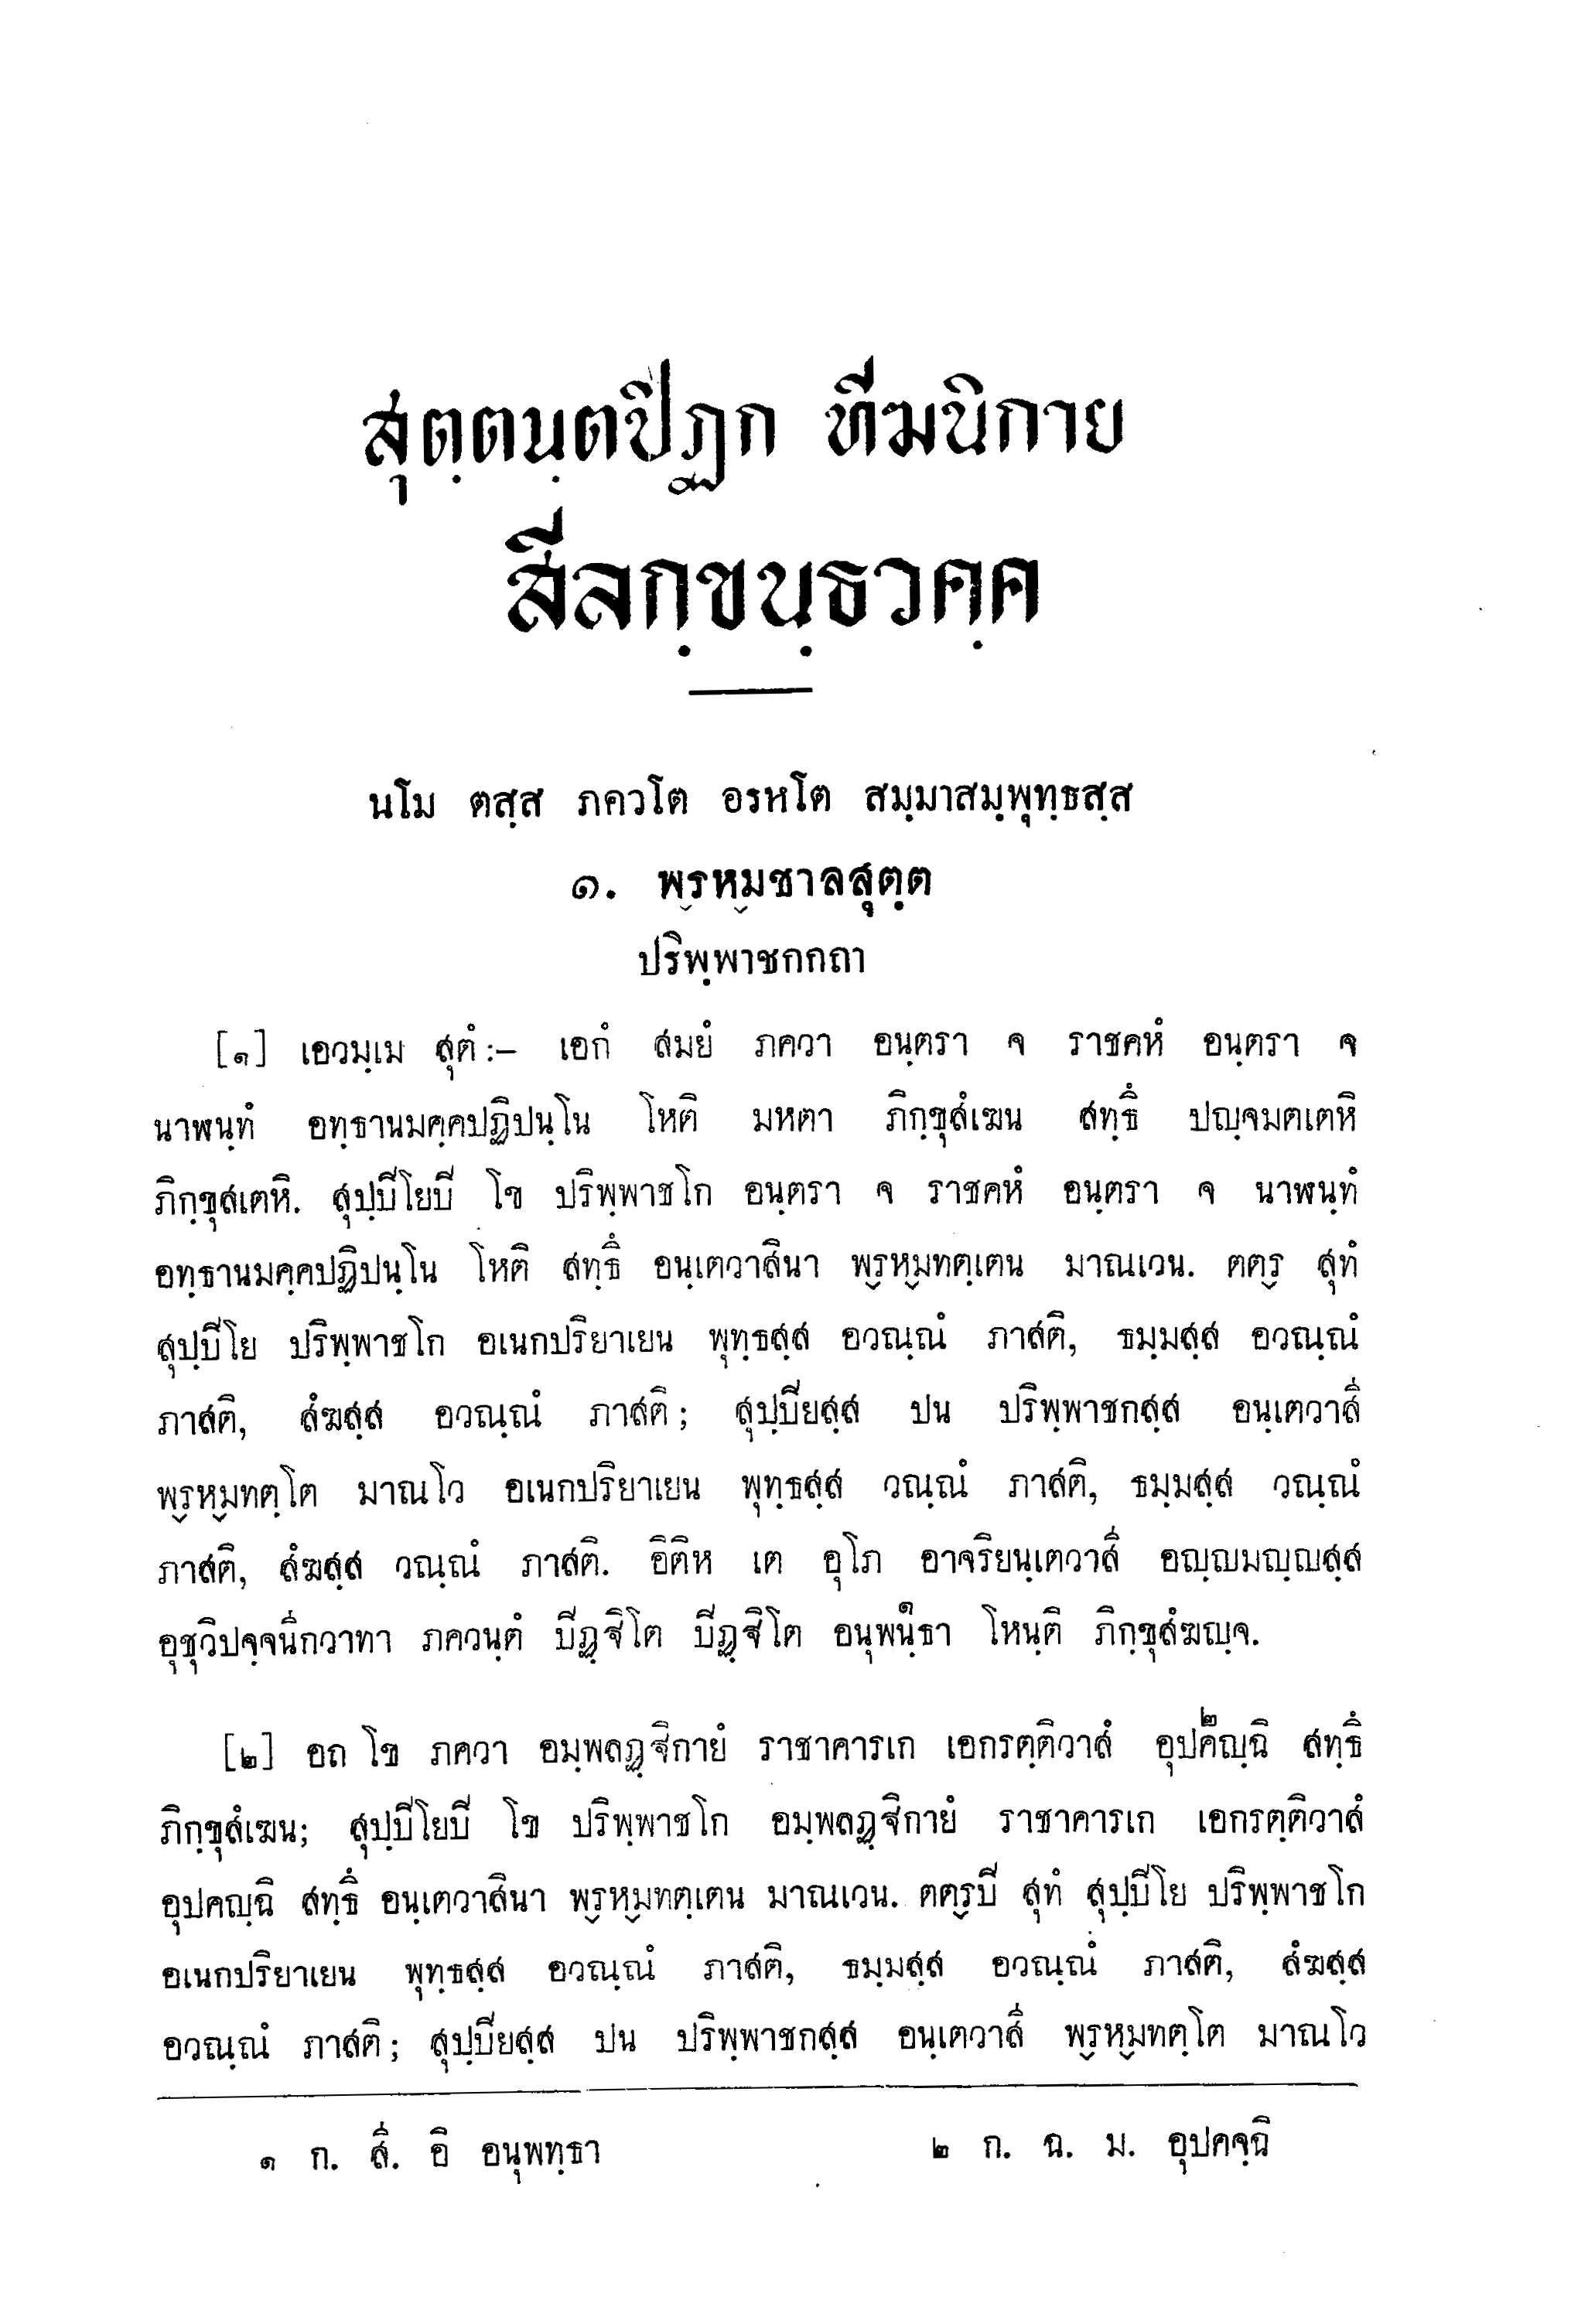 สุตฺตนฺตปิฏก ทีฆนิกาย
สีลกฺขนฺธวคฺค
นโม ตสฺส ภควโต อรหโต สมฺมาสมฺพุทฺธสฺส
๑. พฺรหฺมชาลสุตฺต
ปริพฺพาชกกถา
[๑] เอวมฺเม สุตํ :– เอกํ สมยํ ภควา อนฺตรา จ ราชคหํ อนฺตรา จ
นาฬนฺทํ อทฺธานมคฺคปฏิปนฺโน โหติ มหตา ภิกฺขุสํเฆน สทฺธึ ปญฺจมตเตหิ
ภิกฺขุสเตหิ. สุปฺปิโยปิ โข ปริพฺพาชโก อนฺตรา จ ราชคหํ อนฺตรา จ นาฬนฺทํ
อทฺธานมคฺคปฏิปนฺโน โหติ สทฺธึ อนฺเตวาสินา พฺรหฺมทตฺเตน มาณเวน. ตตฺร สุทํ
สุปฺปิโย ปริพฺพาชโก อเนกปริยาเยน พุทฺธสฺส อวณฺณํ ภาสติ, ธมฺมสฺส อวณฺณํ
ภาสติ, สํฆสฺส อวณฺณํ ภาสติ ; สุปฺปิยสฺส ปน ปริพฺพาชกสฺส อนฺเตวาสี
พฺรหฺมทตฺโต มาณโว อเนกปริยาเยน พุทฺธสฺส วณฺณํ ภาสติ, ธมฺมสฺส วณฺณํ
ภาสติ, สํฆสฺส วณฺณํ ภาสติ. อิติห เต อุโภ อาจริยนฺเตวาสี อญฺญมญฺญสฺส
อุชุวิปจฺจนีกวาทา ภควนฺตํ ปิฏฺฐิโต ปิฏฺฐิโต อนุพนฺ๑ธา โหนฺติ ภิกฺขุสํฆญฺจ.
[๒] อถ โข ภควา อมฺพลฏฺฐิกายํ ราชาคารเก เอกรตฺติวาสํ อุปค๒ญฺฉิ สทฺธึ
ภิกฺขุสํเฆน; สุปฺปิโยปิ โข ปริพฺพาชโก อมฺพลฏฺฐิกายํ ราชาคารเก เอกรตฺติวาสํ
อุปคญฺฉิ สทฺธึ อนฺเตวาสินา พฺรหฺมทตฺเตน มาณเวน. ตตฺรปิ สุทํ สุปฺปิโย ปริพฺพาชโก
อเนกปริยาเยน พุทฺธสฺส อวณฺณํ ภาสติ, ธมฺมสฺส อวณฺณํ ภาสติ, สํฆสฺส
อวณฺณํ ภาสติ ; สุปฺปิยสฺส ปน ปริพฺพาชกสฺส อนฺเตวาสี พฺรหฺมทตฺโต มาณโว
๑ ก. สี. อิ อนุพทฺธา ๒ ก. ฉ. ม. อุปคจฺฉิ